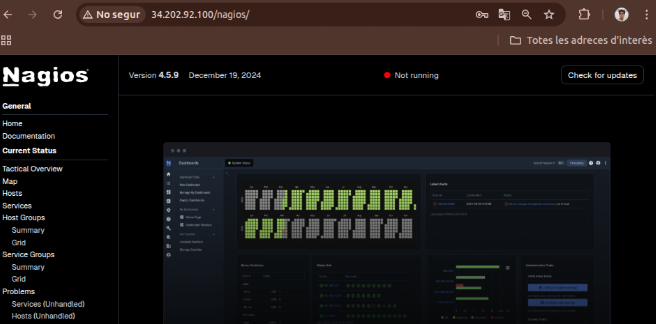 No segur
34.202.92.100/nagios/
Totes les adreces d'interès
Nagios®
Version 4.5.9 December 19, 2024
Not running
Check for updates
General
Home
Documentation
Current Status
Tactical Overview
Map
Hosts
Services
Host Groups
Summary
Grid
Service Groups
Summary
Grid
Problems
Services (Unhandled)
Hosts (Unhandled)
Dashboards